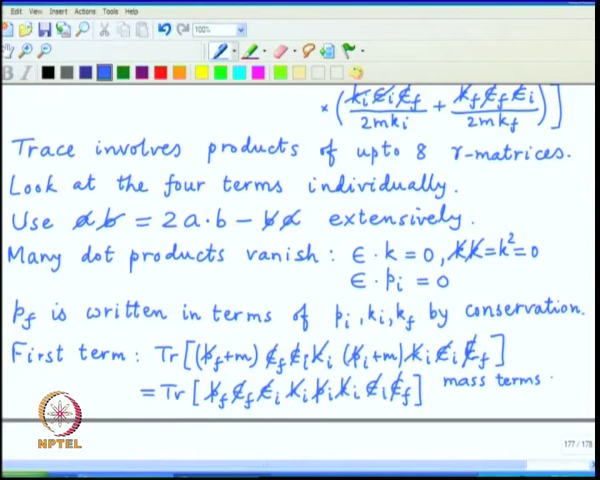 Edit View Insert Actions Tools Help
100%
× ( k̸i ε̸i ε̸f / 2mki + k̸f ε̸f ε̸i / 2mkf ) ]
Trace involves products of upto 8 γ-matrices.
Look at the four terms individually.
Use a̸ b̸ = 2a·b − b̸ a̸ extensively.
Many dot products vanish : ε·k = 0, k̸k̸ = k² = 0
ε·pi = 0
pf is written in terms of pi, ki, kf by conservation.
First term : Tr[(p̸f+m) ε̸f ε̸i k̸i (p̸i+m) k̸i ε̸i ε̸f]
= Tr[ p̸f ε̸f ε̸i k̸i p̸i k̸i ε̸i ε̸f] mass terms
NPTEL
177 / 178